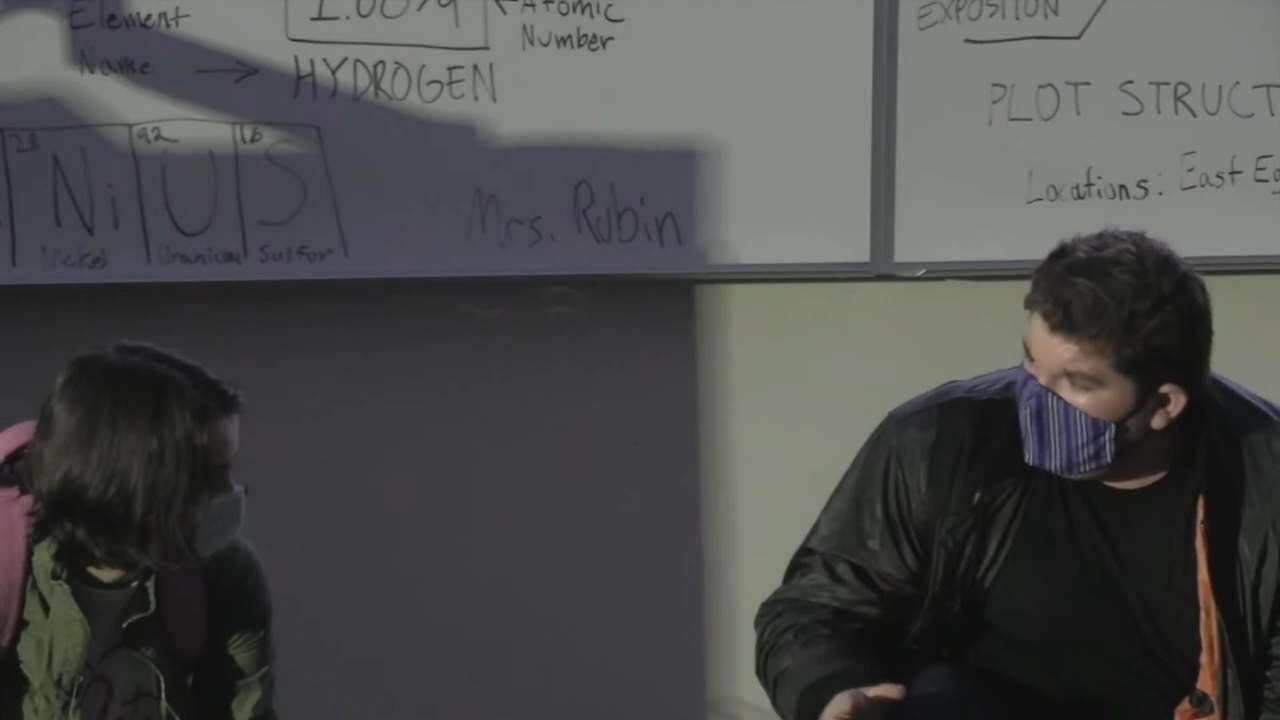 Element
Name → HYDROGEN
1.0079
←Atomic
Number
28 92 16
Ni U S
Nickel Uranium Sulfor
Mrs. Rubin
EXPOSITION
PLOT STRUCT
Locations: East Eg